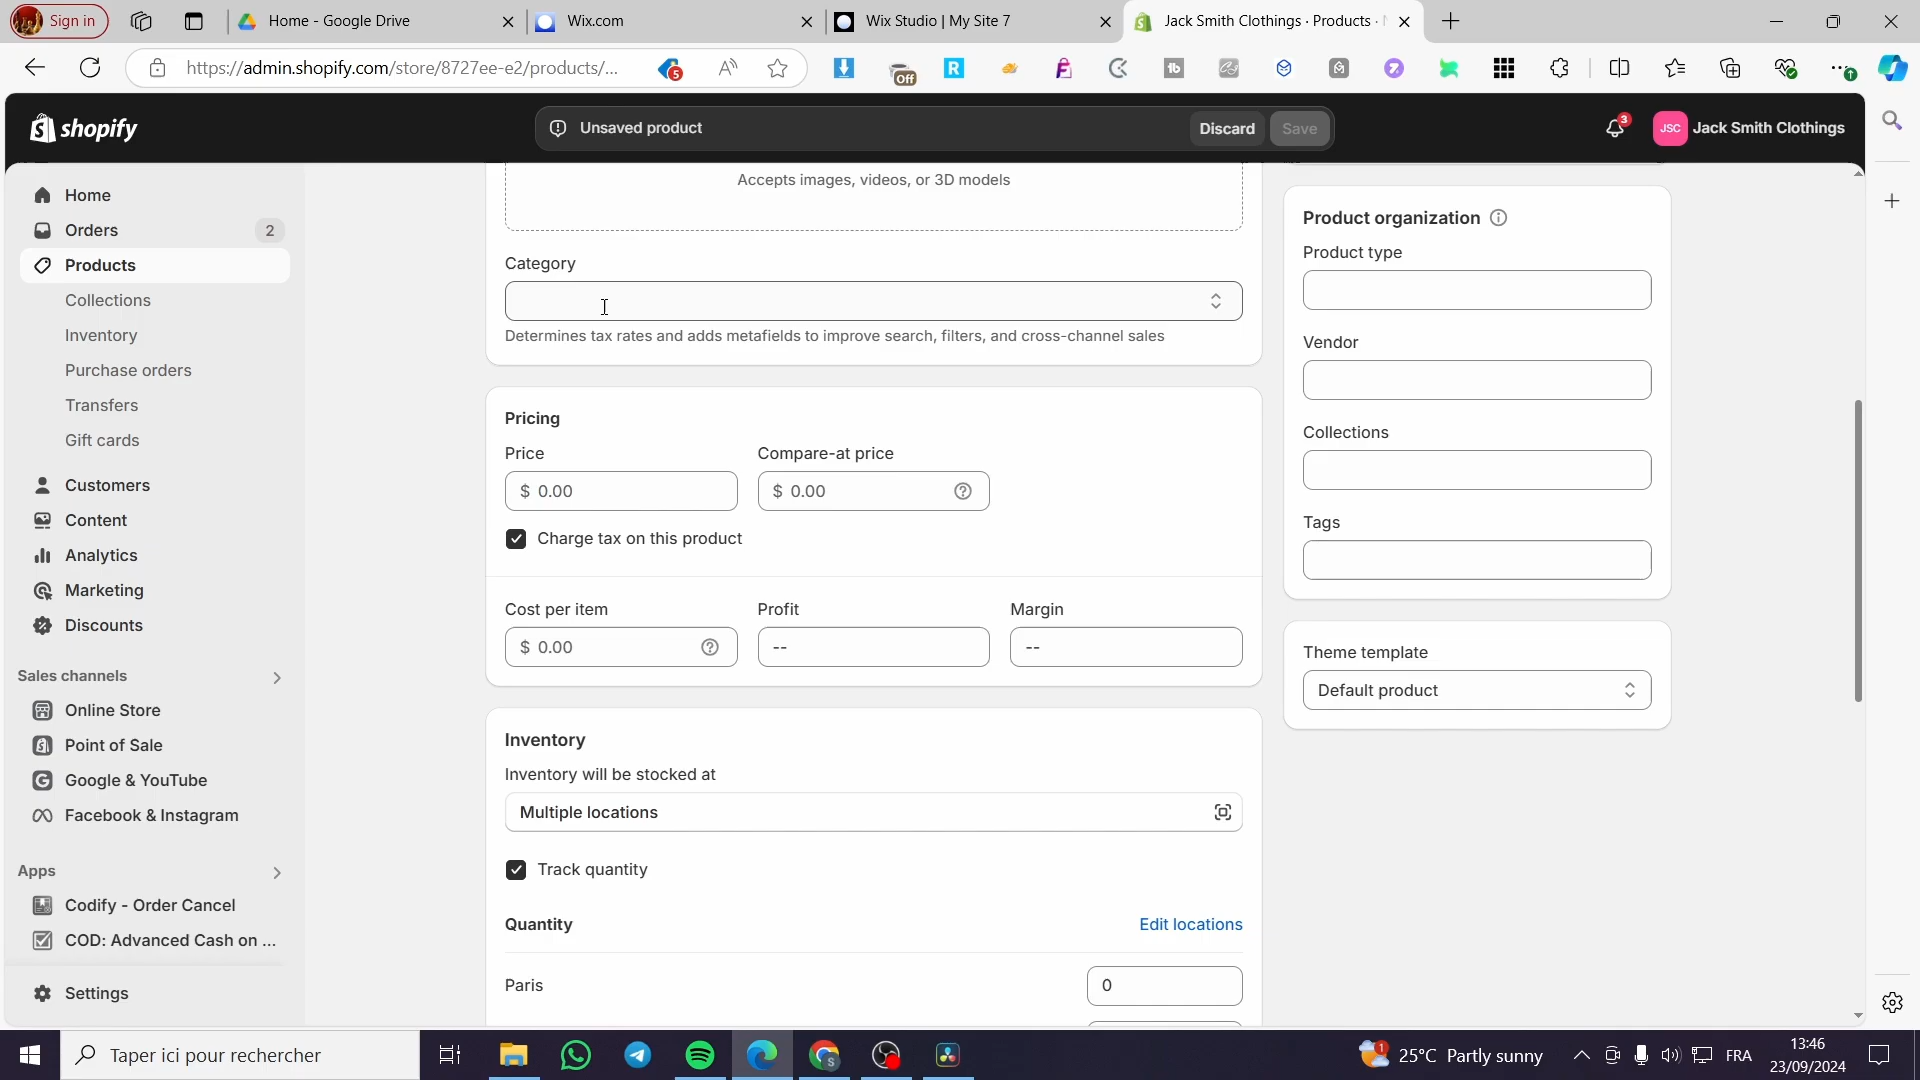 Sign in
Home - Google Drive
Wix.com
Wix Studio | My Site 7
Jack Smith Clothings · Products ·
https://admin.shopify.com/store/8727ee-e2/products/...
5
Off
shopify
Unsaved product
Discard
Save
3
JSC
Jack Smith Clothings
Home
Orders
2
Products
Collections
Inventory
Purchase orders
Transfers
Gift cards
Customers
Content
Analytics
Marketing
Discounts
Sales channels
Online Store
Point of Sale
Google & YouTube
Facebook & Instagram
Apps
Codify - Order Cancel
COD: Advanced Cash on ...
Settings
Accepts images, videos, or 3D models
Category
Determines tax rates and adds metafields to improve search, filters, and cross-channel sales
Pricing
Price
Compare-at price
$ 0.00
$ 0.00
Charge tax on this product
Cost per item
Profit
Margin
$ 0.00
--
--
Inventory
Inventory will be stocked at
Multiple locations
Track quantity
Quantity
Edit locations
Paris
0
Product organization
Product type
Vendor
Collections
Tags
Theme template
Default product
Taper ici pour rechercher
1
25°C Partly sunny
FRA
13:46
23/09/2024